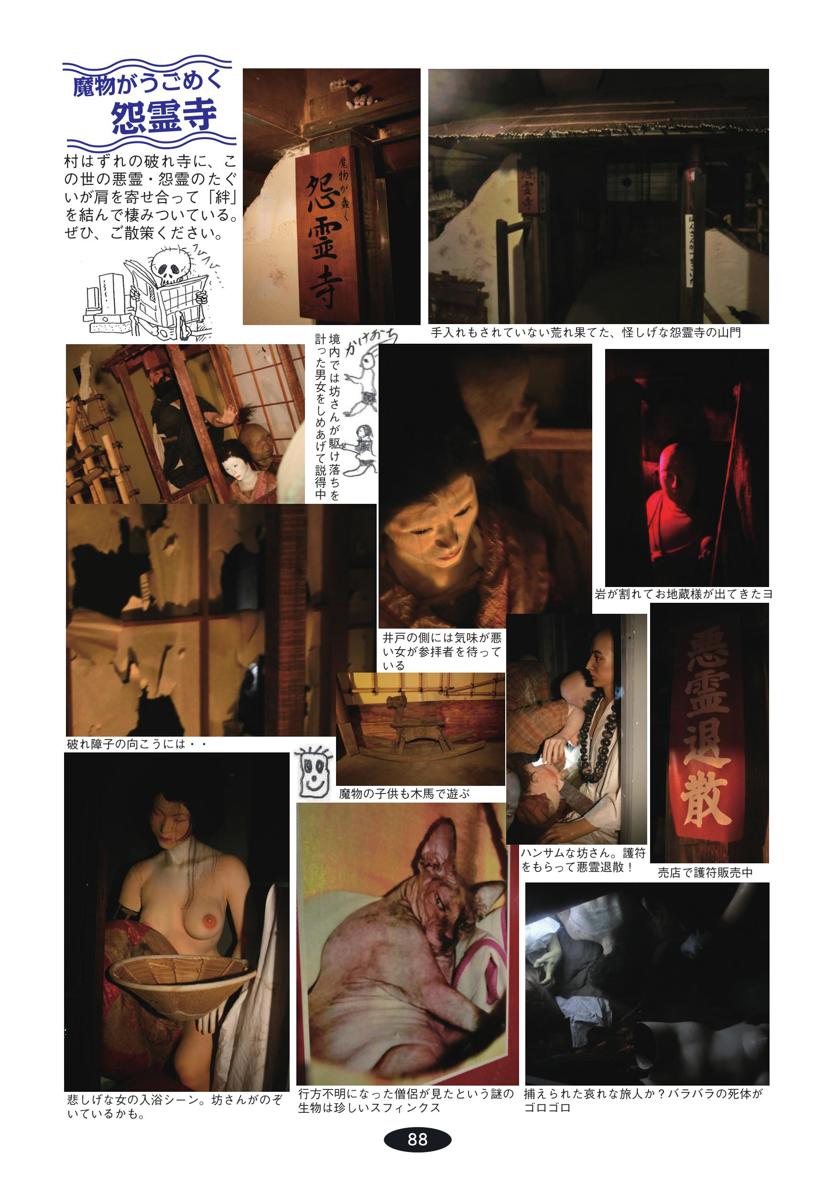 魔物がうごめく
怨霊寺
村はずれの破れ寺に、こ
の世の悪霊・怨霊のたぐ
いが肩を寄せ合って「絆」
を結んで棲みついている。
ぜひ、ご散策ください。
魔物が蠢く
怨霊寺
怨霊寺
手入れもされていない荒れ果てた、怪しげな怨霊寺の山門
かけおち
境内では坊さんが駆け落ちを
計った男女をしめあげて説得中
岩が割れてお地蔵様が出てきたヨ
井戸の側には気味が悪
い女が参拝者を待って
いる
悪霊退散
破れ障子の向こうには・・
魔物の子供も木馬で遊ぶ
ハンサムな坊さん。護符
をもらって悪霊退散！
売店で護符販売中
悲しげな女の入浴シーン。坊さんがのぞ
いているかも。
行方不明になった僧侶が見たという謎の
生物は珍しいスフィンクス
捕えられた哀れな旅人か？バラバラの死体が
ゴロゴロ
88